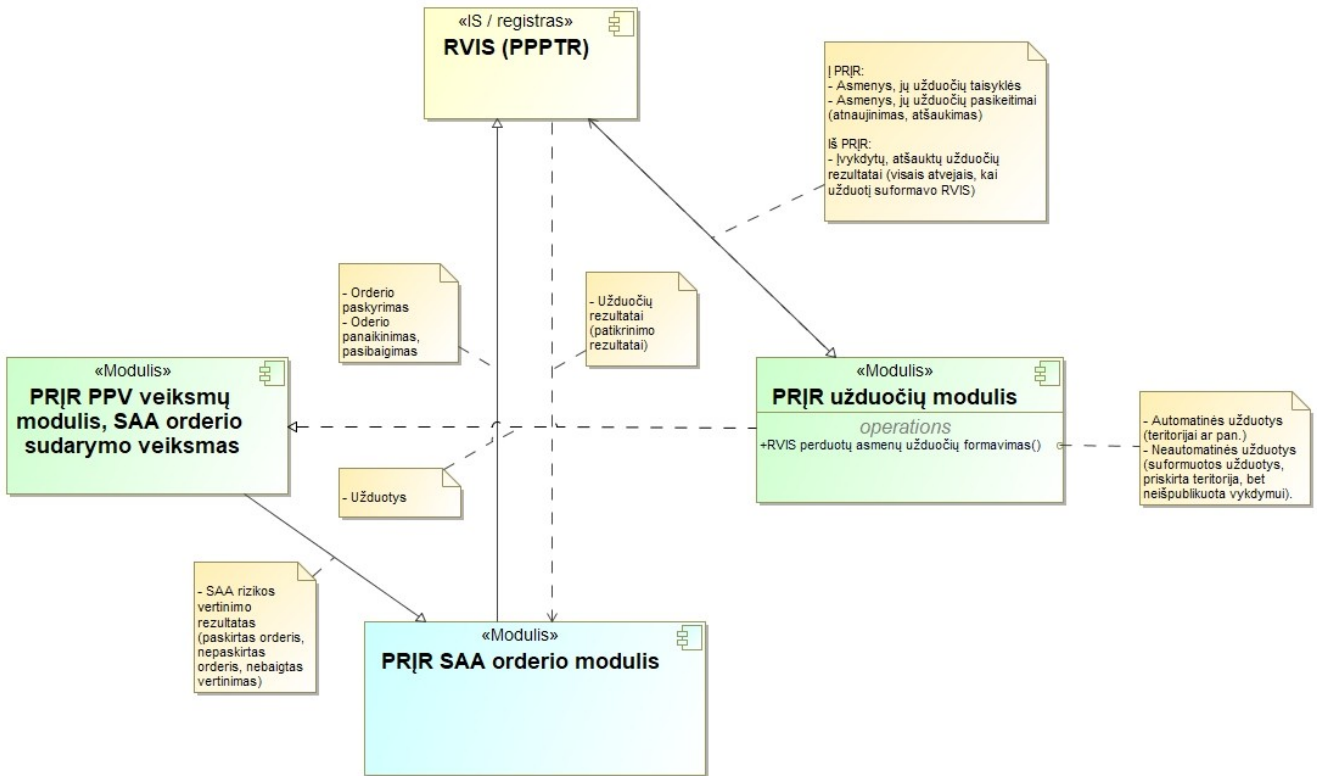 «IS / registras»
RVIS (PPPTR)
Į PRĮR:
- Asmenys, jų užduočių taisyklės
- Asmenys, jų užduočių pasikeitimai
(atnaujinimas, atšaukimas)
Iš PRĮR:
- Įvykdytų, atšauktų užduočių
rezultatai (visais atvejais, kai
užduotį suformavo RVIS)
- Orderio
paskyrimas
- Oderio
panaikinimas,
pasibaigimas
- Užduočių
rezultatai
(patikrinimo
rezultatai)
«Modulis»
PRĮR PPV veiksmų
modulis, SAA orderio
sudarymo veiksmas
«Modulis»
PRĮR užduočių modulis
operations
+RVIS perduotų asmenų užduočių formavimas()
- Automatinės užduotys
(teritorijai ar pan.)
- Neautomatinės užduotys
(suformuotos užduotys,
priskirta teritorija, bet
neišpublikuota vykdymui).
- Užduotys
- SAA rizikos
vertinimo
rezultatas
(paskirtas orderis,
nepaskirtas
orderis, nebaigtas
vertinimas)
«Modulis»
PRĮR SAA orderio modulis